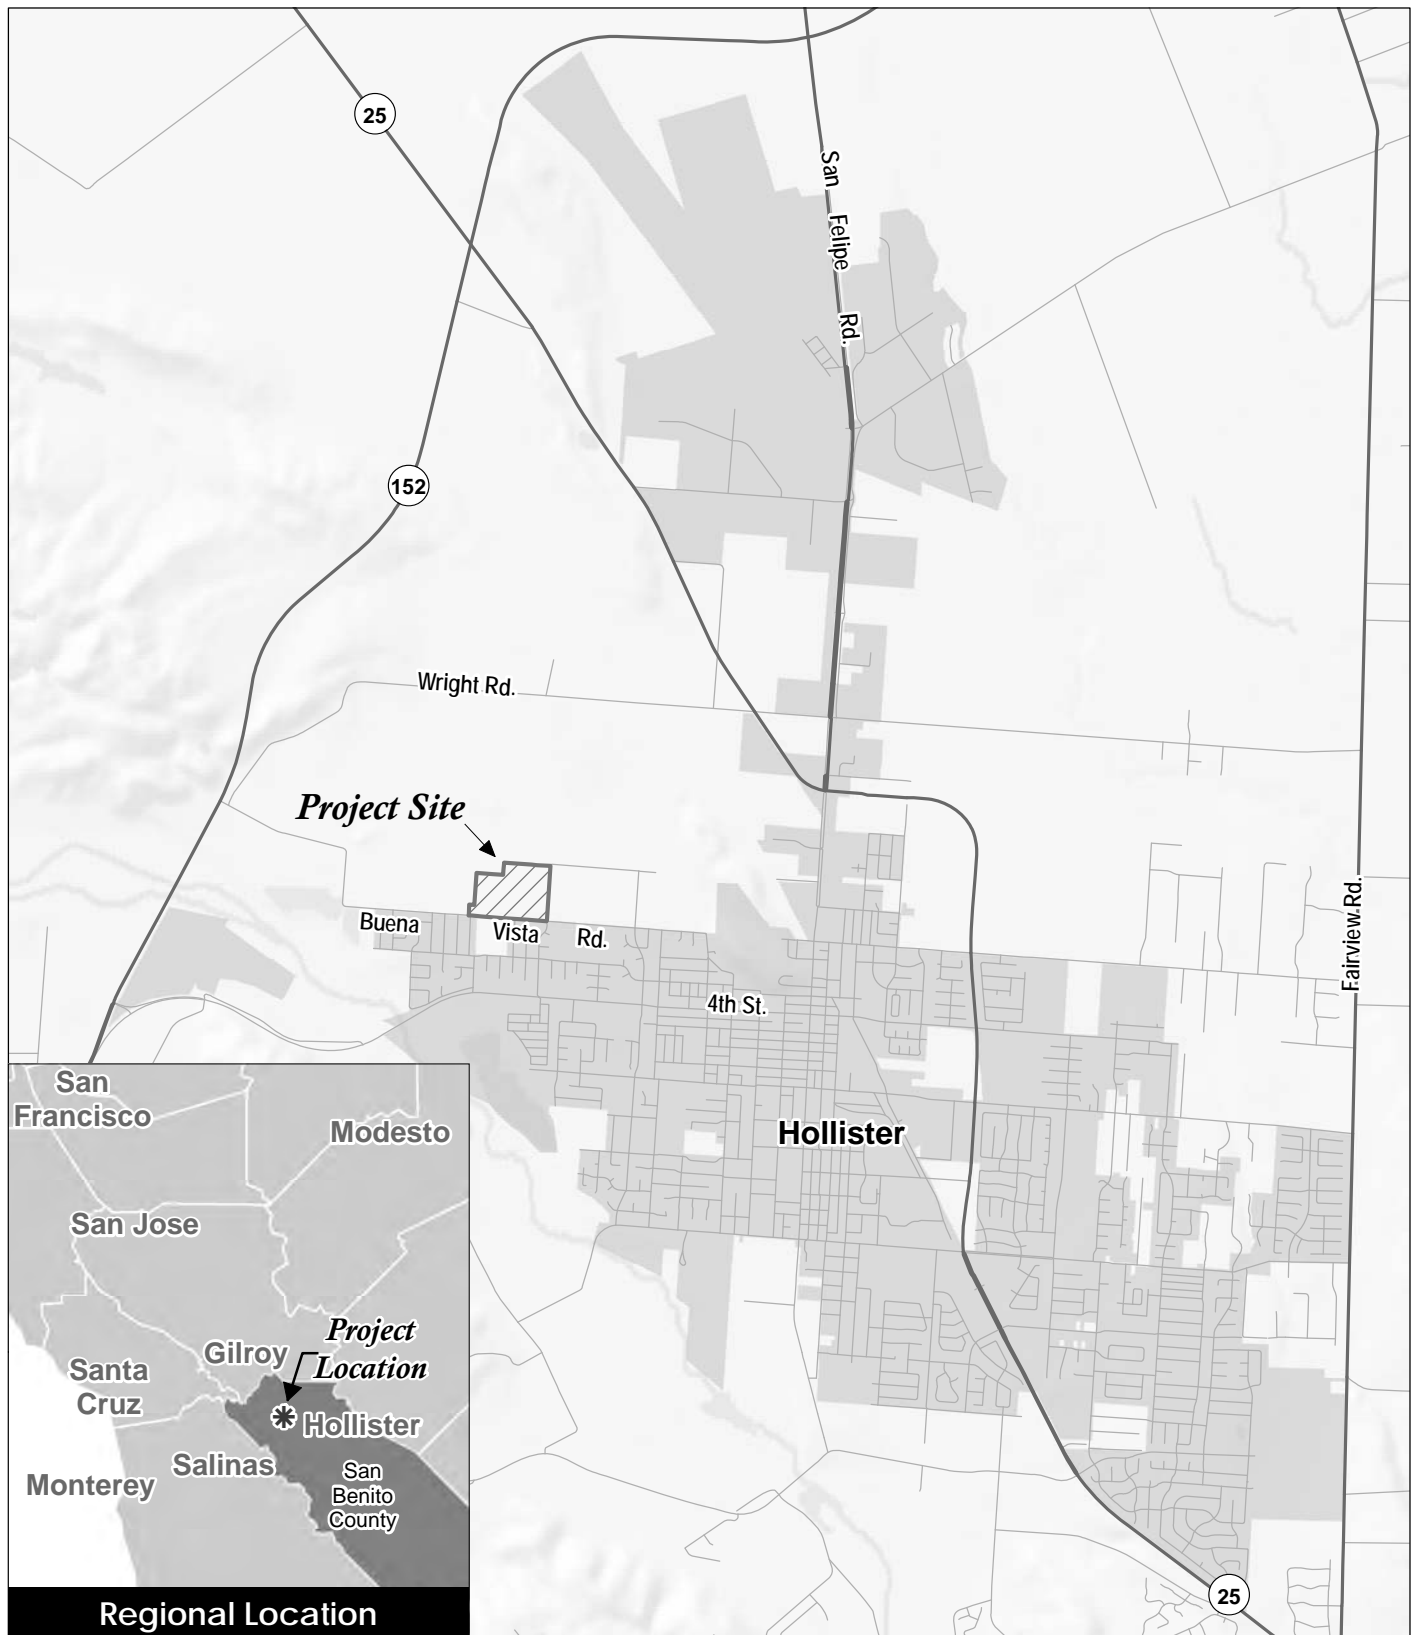 25
San Felipe Rd.
152
Wright Rd.
Project Site
Buena Vista Rd.
Fairview Rd.
4th St.
Hollister
25
San
Francisco
Modesto
San Jose
Project
Location
Gilroy
Santa
Cruz
Hollister
Salinas
Monterey
San
Benito
County
Regional Location